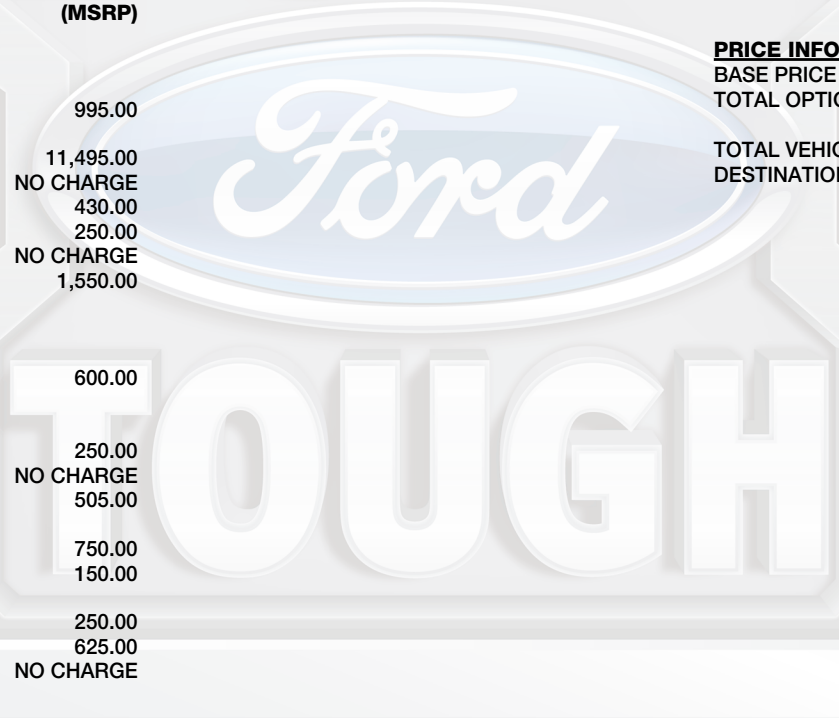 (MSRP)
995.00
11,495.00
NO CHARGE
430.00
250.00
NO CHARGE
1,550.00
600.00
250.00
NO CHARGE
505.00
750.00
150.00
250.00
625.00
NO CHARGE
PRICE INFO
BASE PRICE
TOTAL OPTIO
TOTAL VEHIC
DESTINATION
Ford
TOUGH